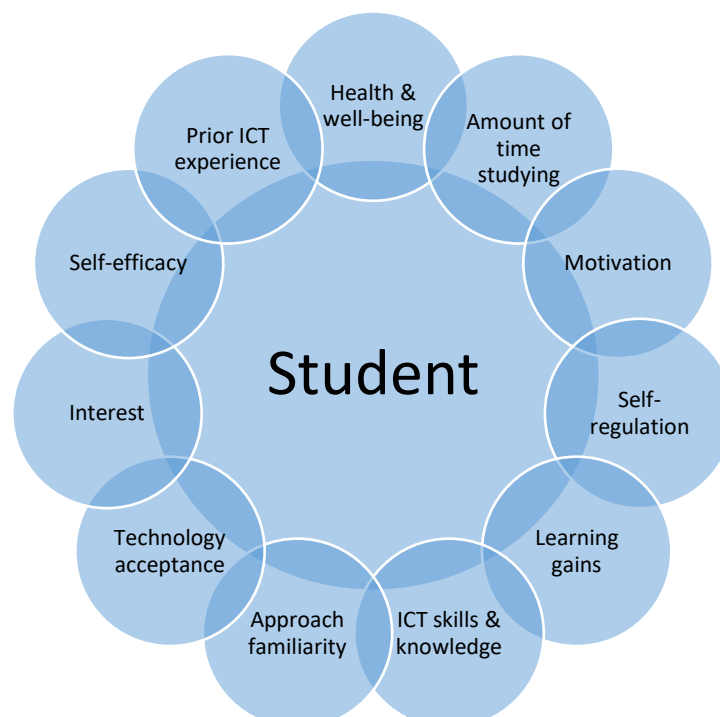 Health &
well-being
Amount of
time
studying
Motivation
Self-
regulation
Learning
gains
ICT skills &
knowledge
Approach
familiarity
Technology
acceptance
Interest
Self-efficacy
Prior ICT
experience
Student